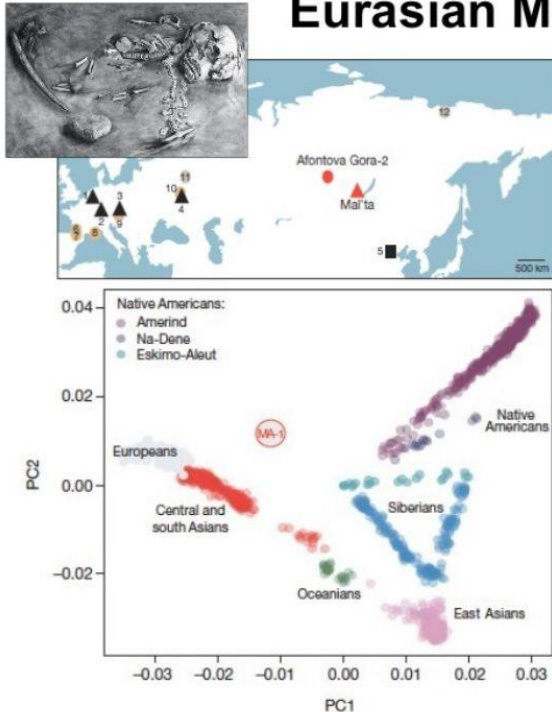 Eurasian M
12
11
Afontova Gora-2
10
1
3
Mal'ta
4
2
9
6
7
8
5
500 km
0.04
Native Americans:
Amerind
Na-Dene
Eskimo-Aleut
0.02
Native
Americans
MA-1
Europeans
PC2
0.00
Siberians
Central and
south Asians
−0.02
Oceanians
East Asians
−0.03
−0.02
−0.01
0.00
0.01
0.02
0.03
PC1